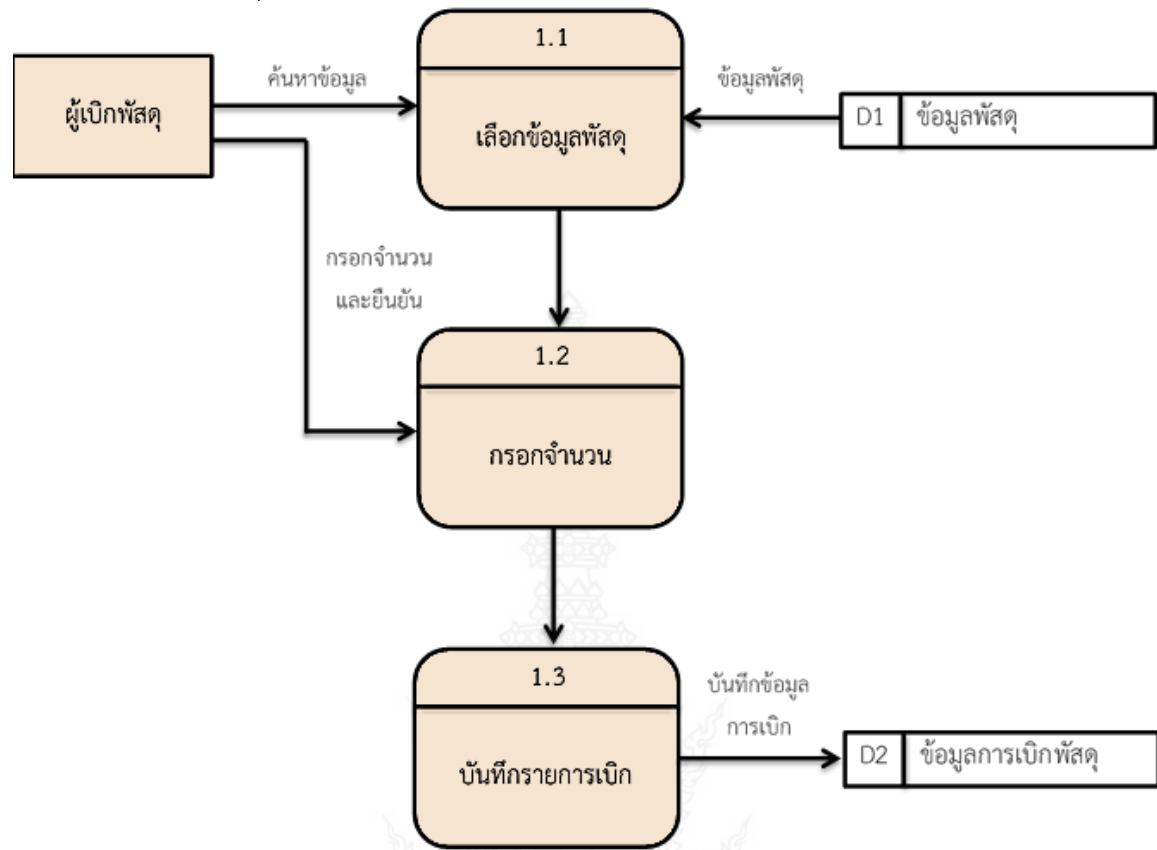 1.1
ผู้เบิกพัสดุ
ค้นหาข้อมูล
เลือกข้อมูลพัสดุ
ข้อมูลพัสดุ
D1 ข้อมูลพัสดุ
กรอกจำนวน
และยืนยัน
1.2
กรอกจำนวน
1.3
บันทึกรายการเบิก
บันทึกข้อมูล
การเบิก
D2 ข้อมูลการเบิกพัสดุ